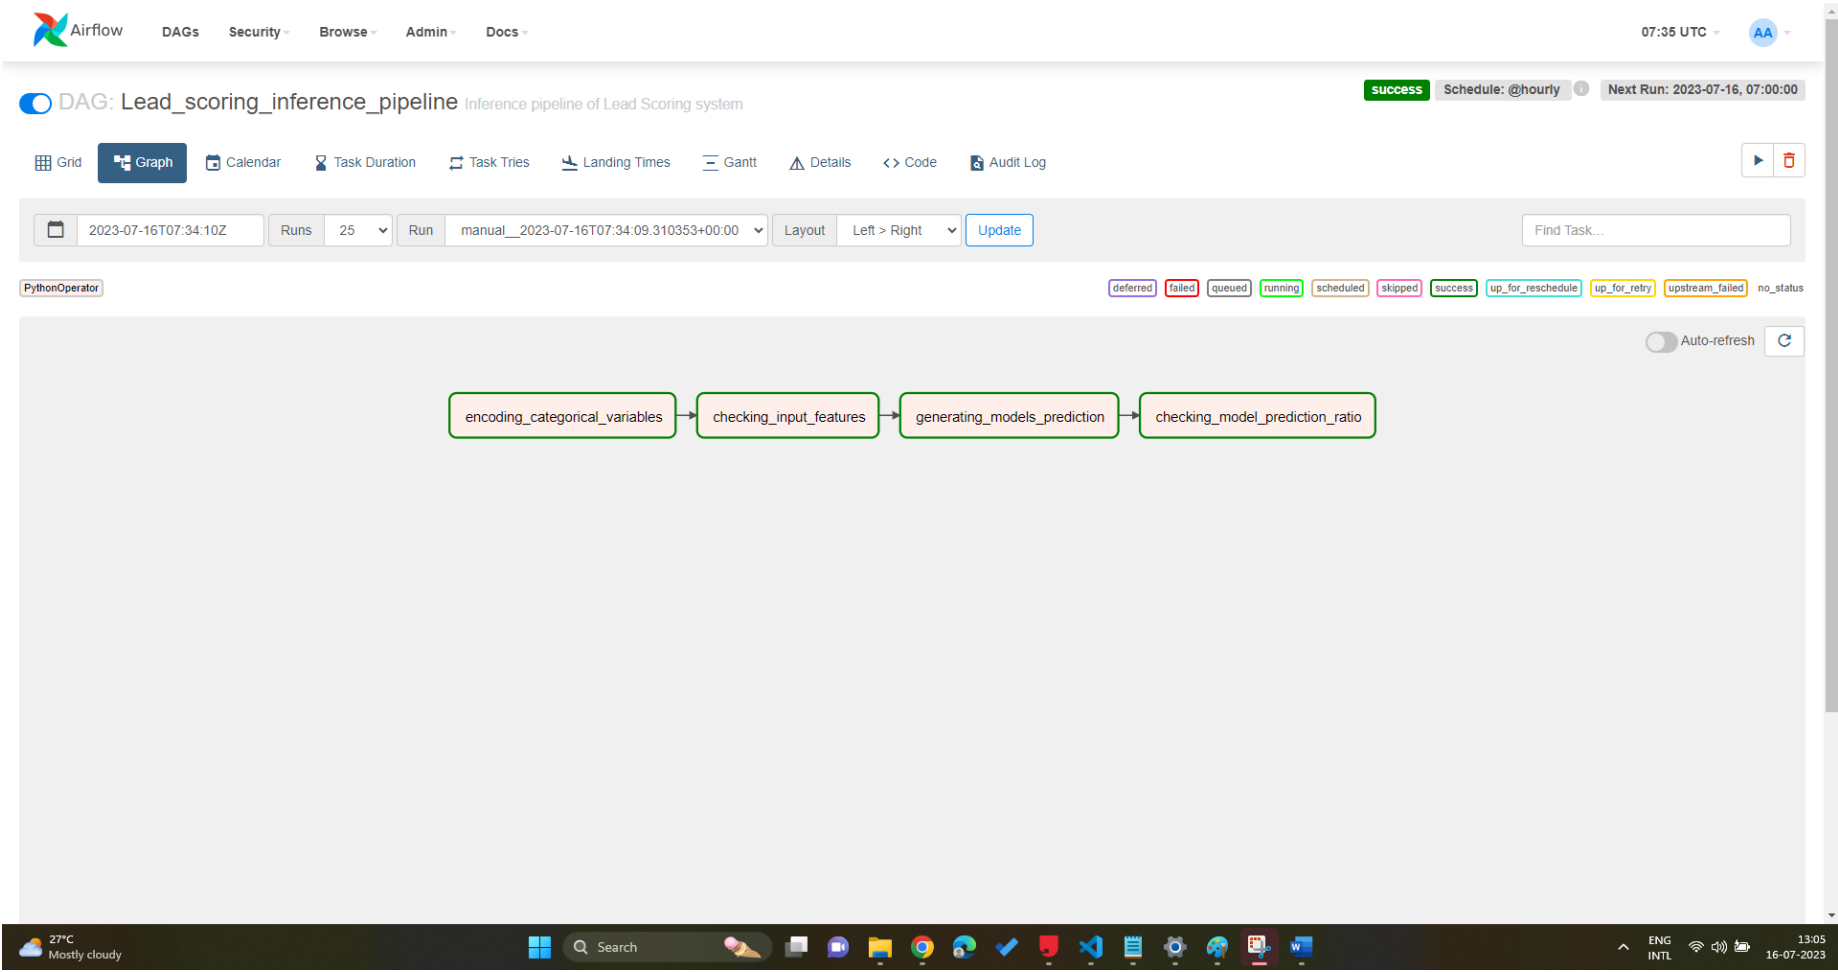 Airflow DAGs Security Browse Admin Docs 07:35 UTC AA
DAG: Lead_scoring_inference_pipeline Inference pipeline of Lead Scoring system success Schedule: @hourly i Next Run: 2023-07-16, 07:00:00
Grid Graph Calendar Task Duration Task Tries Landing Times Gantt Details Code Audit Log
2023-07-16T07:34:10Z Runs 25 Run manual__2023-07-16T07:34:09.310353+00:00 Layout Left > Right Update Find Task...
PythonOperator deferred failed queued running scheduled skipped success up_for_reschedule up_for_retry upstream_failed no_status
Auto-refresh
encoding_categorical_variables checking_input_features generating_models_prediction checking_model_prediction_ratio
27°C
Mostly cloudy
Search
ENG
INTL
13:05
16-07-2023